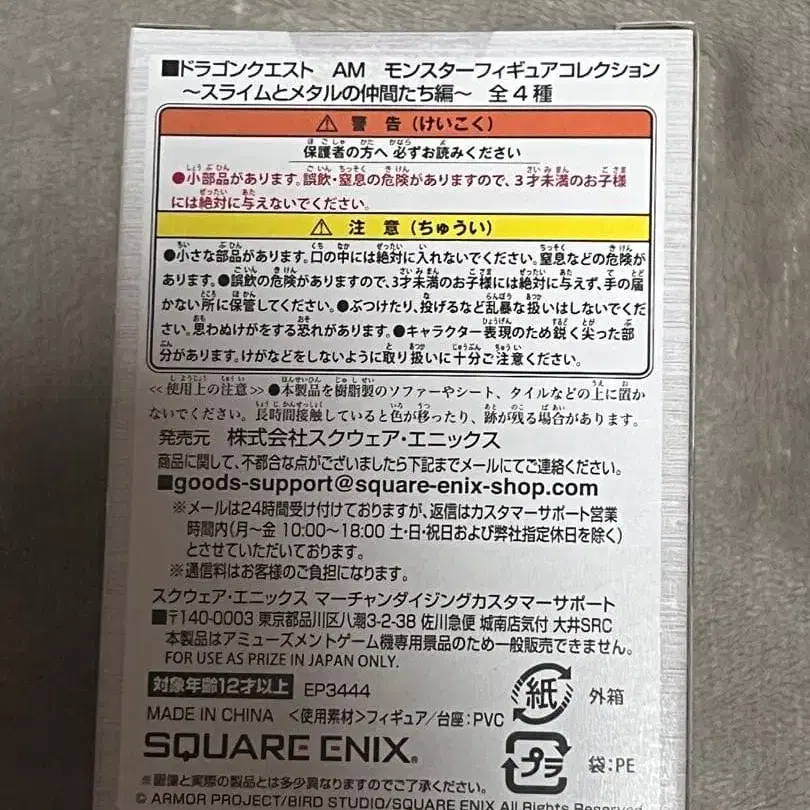 ■ドラゴンクエスト AM モンスターフィギュアコレクション
～スライムとメタルの仲間たち編～ 全4種
⚠ 警告(けいこく)
保護者の方へ 必ずお読みください
●小部品があります。誤飲・窒息の危険がありますので、3才未満のお子様
には絶対に与えないでください。
⚠ 注意(ちゅうい)
●小さな部品があります。口の中には絶対に入れないでください。窒息などの危険が
あります。●誤飲の危険がありますので、3才未満のお子様には絶対に与えず、手の届
かない所に保管してください。●ぶつけたり、投げるなど乱暴な扱いはしないでくだ
さい。思わぬけがをする恐れがあります。●キャラクター表現のため鋭く尖った部
分があります。けがなどをしないように取り扱いに十分ご注意ください。
≪使用上の注意≫●本製品を樹脂製のソファーやシート、タイルなどの上に置か
ないでください。長時間接触していると色が移ったり、跡が残る場合があります。
発売元 株式会社スクウェア・エニックス
商品に関して、不都合な点がございましたら下記までメールにてご連絡ください。
■goods-support@square-enix-shop.com
※メールは24時間受け付けておりますが、返信はカスタマーサポート営業
時間内(月～金 10:00～18:00 土・日・祝日および弊社指定休日を除く)
とさせていただいております。
※通信料はお客様のご負担になります。
スクウェア・エニックス マーチャンダイジングカスタマーサポート
■〒140-0003 東京都品川区八潮3-2-38 佐川急便 城南店気付 大井SRC
本製品はアミューズメントゲーム機専用景品のため一般販売できません。
FOR USE AS PRIZE IN JAPAN ONLY.
対象年齢12才以上 EP3444
紙 外箱
MADE IN CHINA <使用素材>フィギュア/台座:PVC
SQUARE ENIX®
プラ 袋:PE
※画像と実際の製品とは多少異なりますのでご了承ください。
© ARMOR PROJECT/BIRD STUDIO/SQUARE ENIX All Rights Reserved.